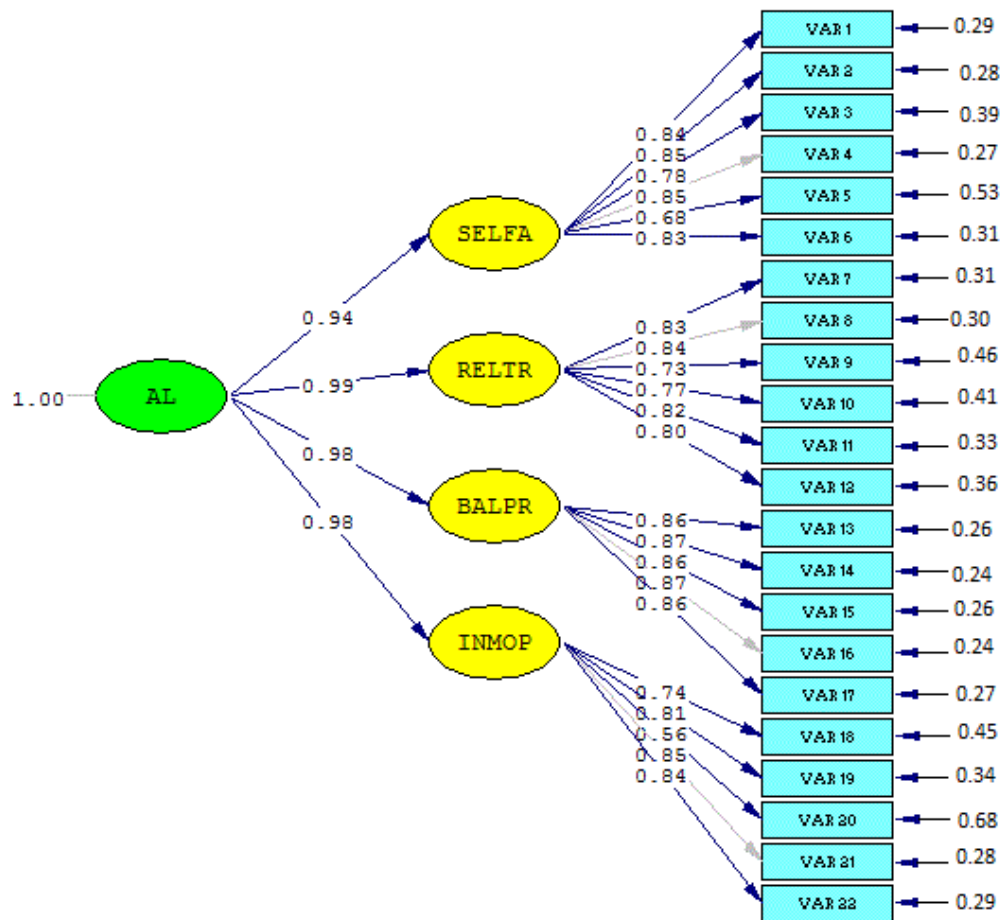 VAR 1
0.29
VAR 2
0.28
VAR 3
0.39
0.84
0.85
0.78
0.85
0.68
0.83
VAR 4
0.27
VAR 5
0.53
SELFA
VAR 6
0.31
VAR 7
0.31
0.94
0.83
0.84
0.73
0.77
0.82
0.80
VAR 8
0.30
VAR 9
0.46
RELTR
0.99
1.00
AL
VAR 10
0.41
VAR 11
0.33
0.98
VAR 12
0.36
BALPR
0.98
0.86
0.87
0.86
0.87
0.86
VAR 13
0.26
VAR 14
0.24
VAR 15
0.26
INMOP
VAR 16
0.24
0.74
0.81
0.56
0.85
0.84
VAR 17
0.27
VAR 18
0.45
VAR 19
0.34
VAR 20
0.68
VAR 21
0.28
VAR 22
0.29